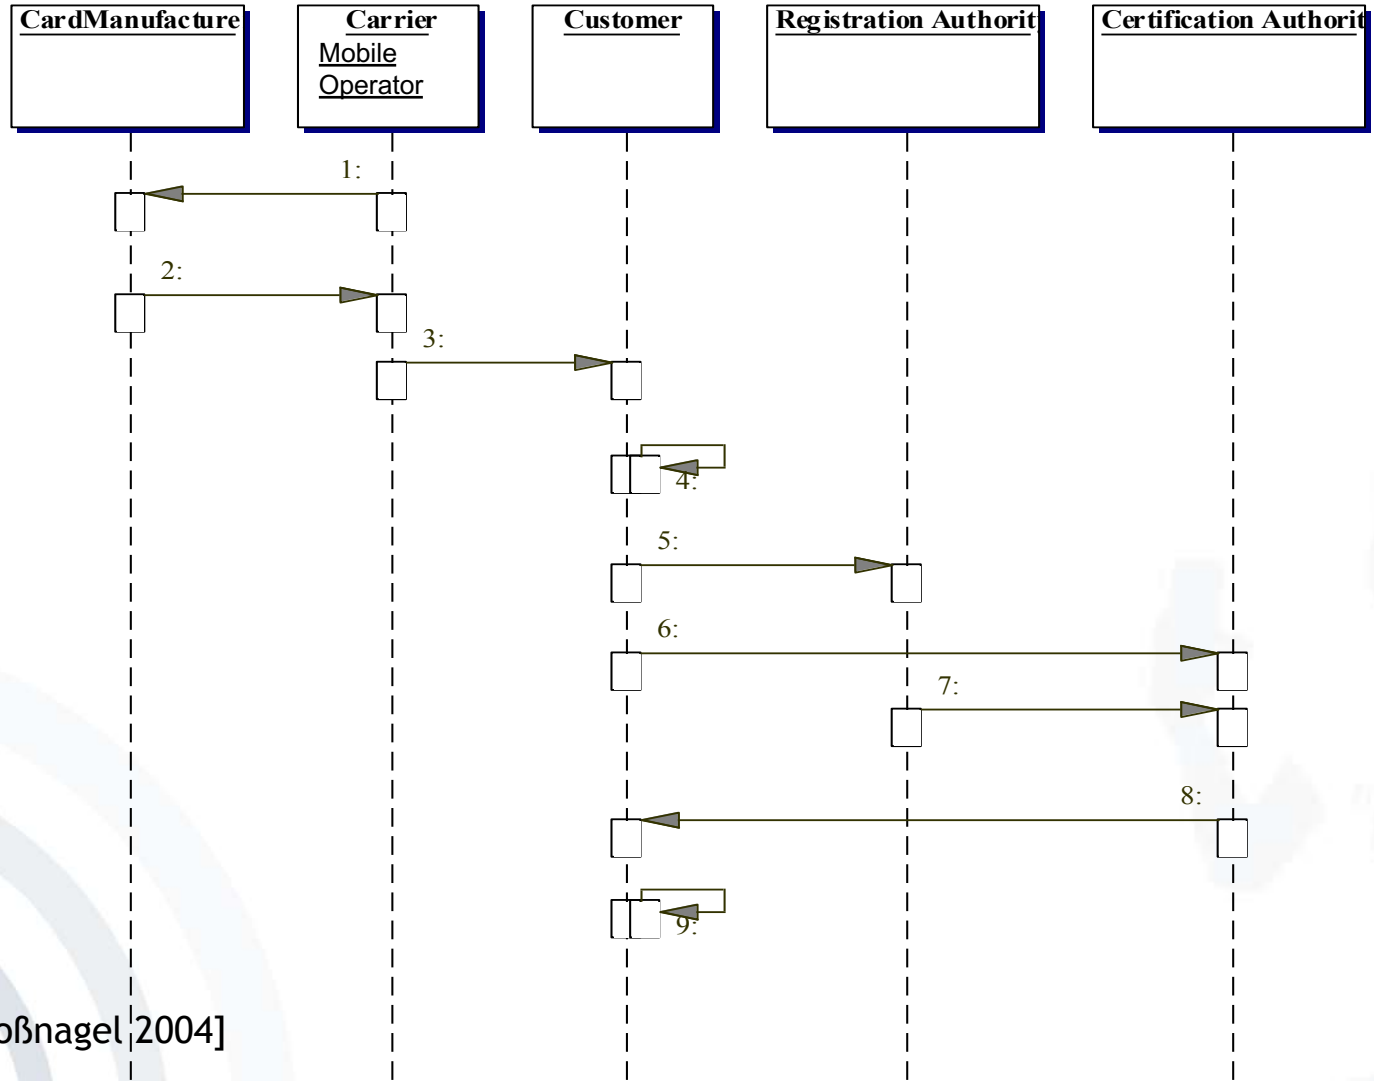 CardManufacture
Carrier
Mobile
Operator
Customer
Registration Authorit
Certification Authorit
1:
2:
3:
4:
5:
6:
7:
8:
9:
oßnagel 2004]